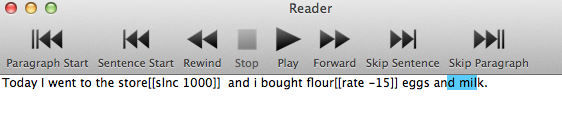 Reader
Paragraph Start Sentence Start Rewind Stop Play Forward Skip Sentence Skip Paragraph
Today I went to the store[[slnc 1000]]  and i bought flour[[rate -15]] eggs and milk.